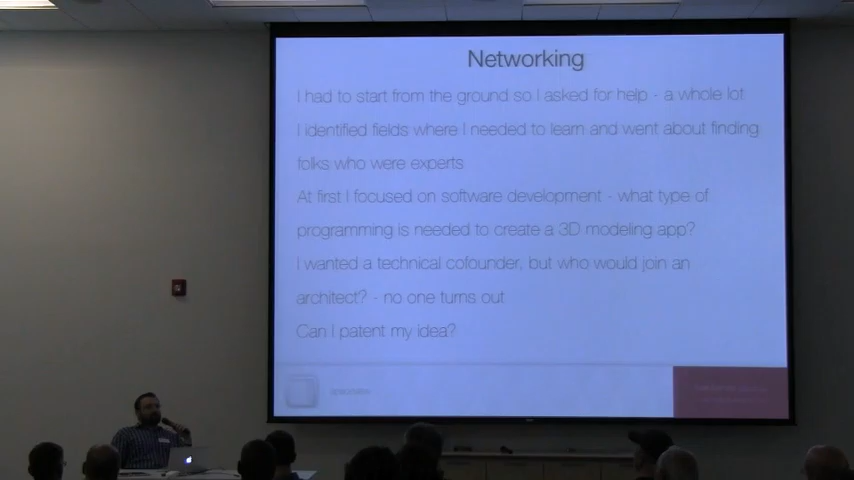 Networking
I had to start from the ground so I asked for help - a whole lot
I identified fields where I needed to learn and went about finding
folks who were experts
At first I focused on software development - what type of
programming is needed to create a 3D modeling app?
I wanted a technical cofounder, but who would join an
architect? - no one turns out
Can I patent my idea?